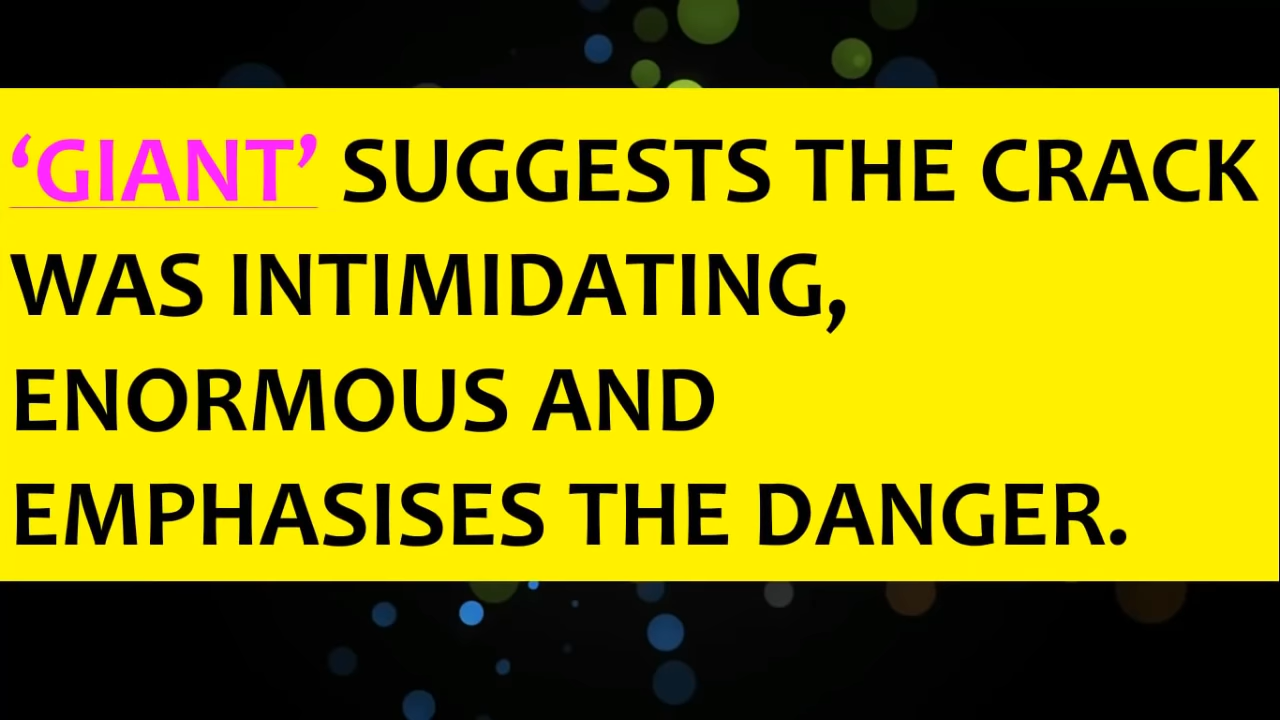 ‘GIANT’ SUGGESTS THE CRACK
WAS INTIMIDATING,
ENORMOUS AND
EMPHASISES THE DANGER.